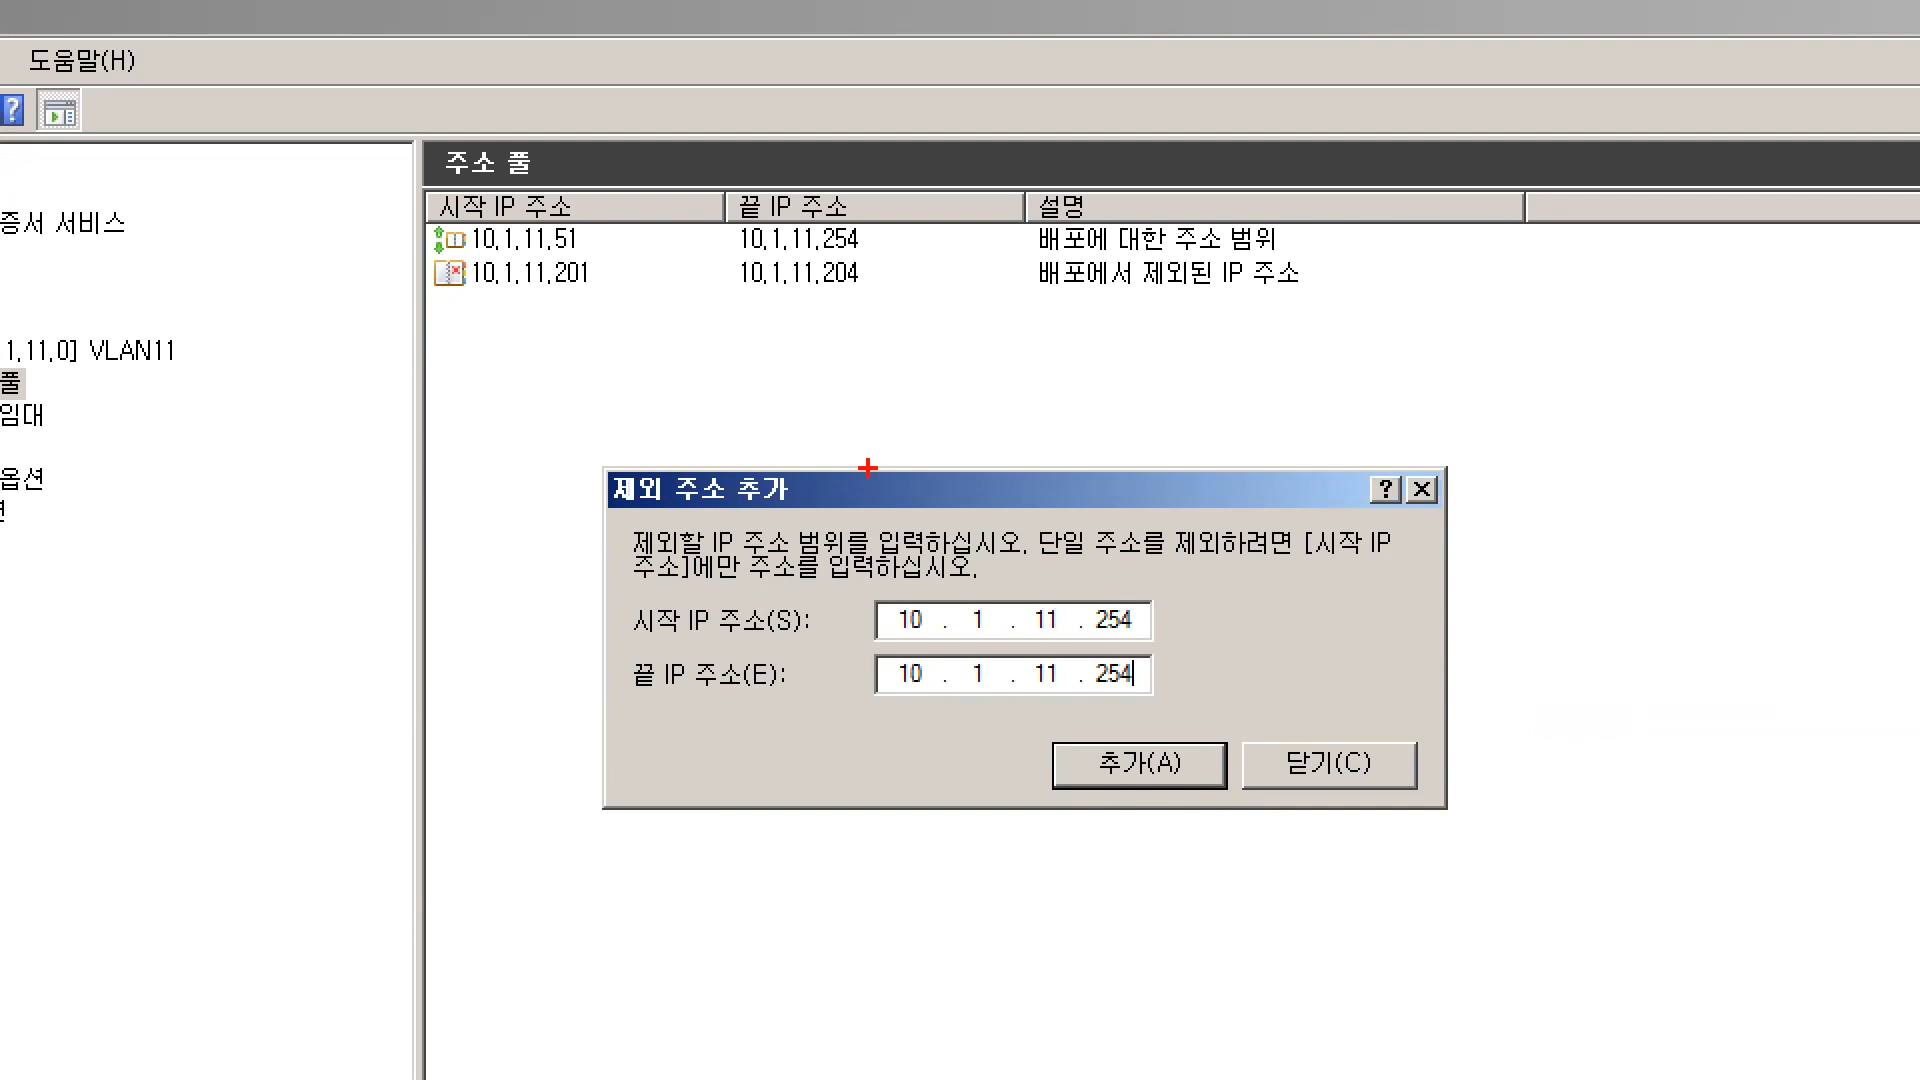 도움말(H)
주소 풀
시작 IP 주소 끝 IP 주소 설명
10.1.11.51 10.1.11.254 배포에 대한 주소 범위
10.1.11.201 10.1.11.204 배포에서 제외된 IP 주소
증서 서비스
1.11.0] VLAN11
풀
임대
옵션
제외 주소 추가
제외할 IP 주소 범위를 입력하십시오. 단일 주소를 제외하려면 [시작 IP
주소]에만 주소를 입력하십시오.
시작 IP 주소(S): 10 . 1 . 11 . 254
끝 IP 주소(E): 10 . 1 . 11 . 254
추가(A) 닫기(C)